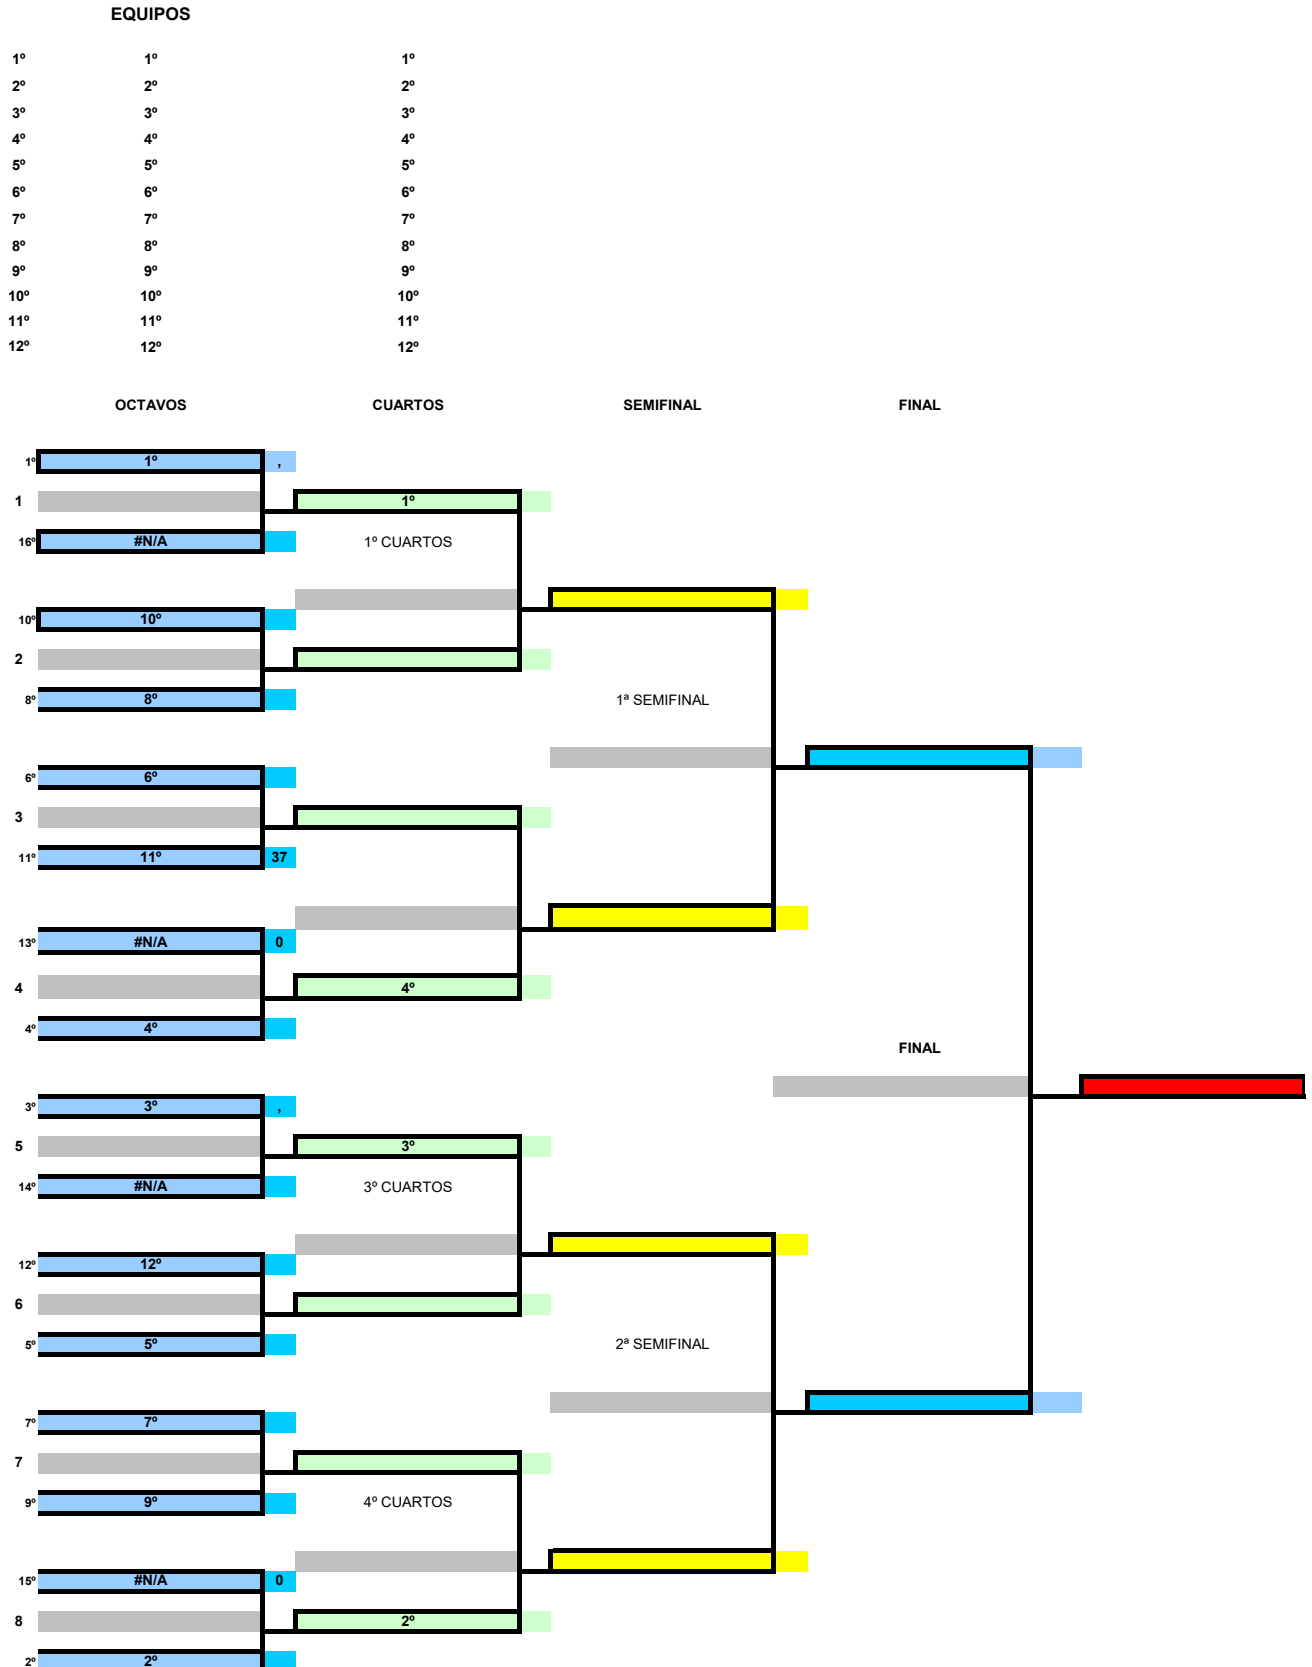 EQUIPOS
1º 1º 1º
2º 2º 2º
3º 3º 3º
4º 4º 4º
5º 5º 5º
6º 6º 6º
7º 7º 7º
8º 8º 8º
9º 9º 9º
10º 10º 10º
11º 11º 11º
12º 12º 12º
OCTAVOS CUARTOS SEMIFINAL FINAL
1º 1º ,
1 1º
16º #N/A 1º CUARTOS
10º 10º
2
8º 8º 1ª SEMIFINAL
6º 6º
3
11º 11º 37
13º #N/A 0
4 4º
4º 4º
FINAL
3º 3º ,
5 3º
14º #N/A 3º CUARTOS
12º 12º
6
5º 5º 2ª SEMIFINAL
7º 7º
7
9º 9º 4º CUARTOS
15º #N/A 0
8 2º
2º 2º